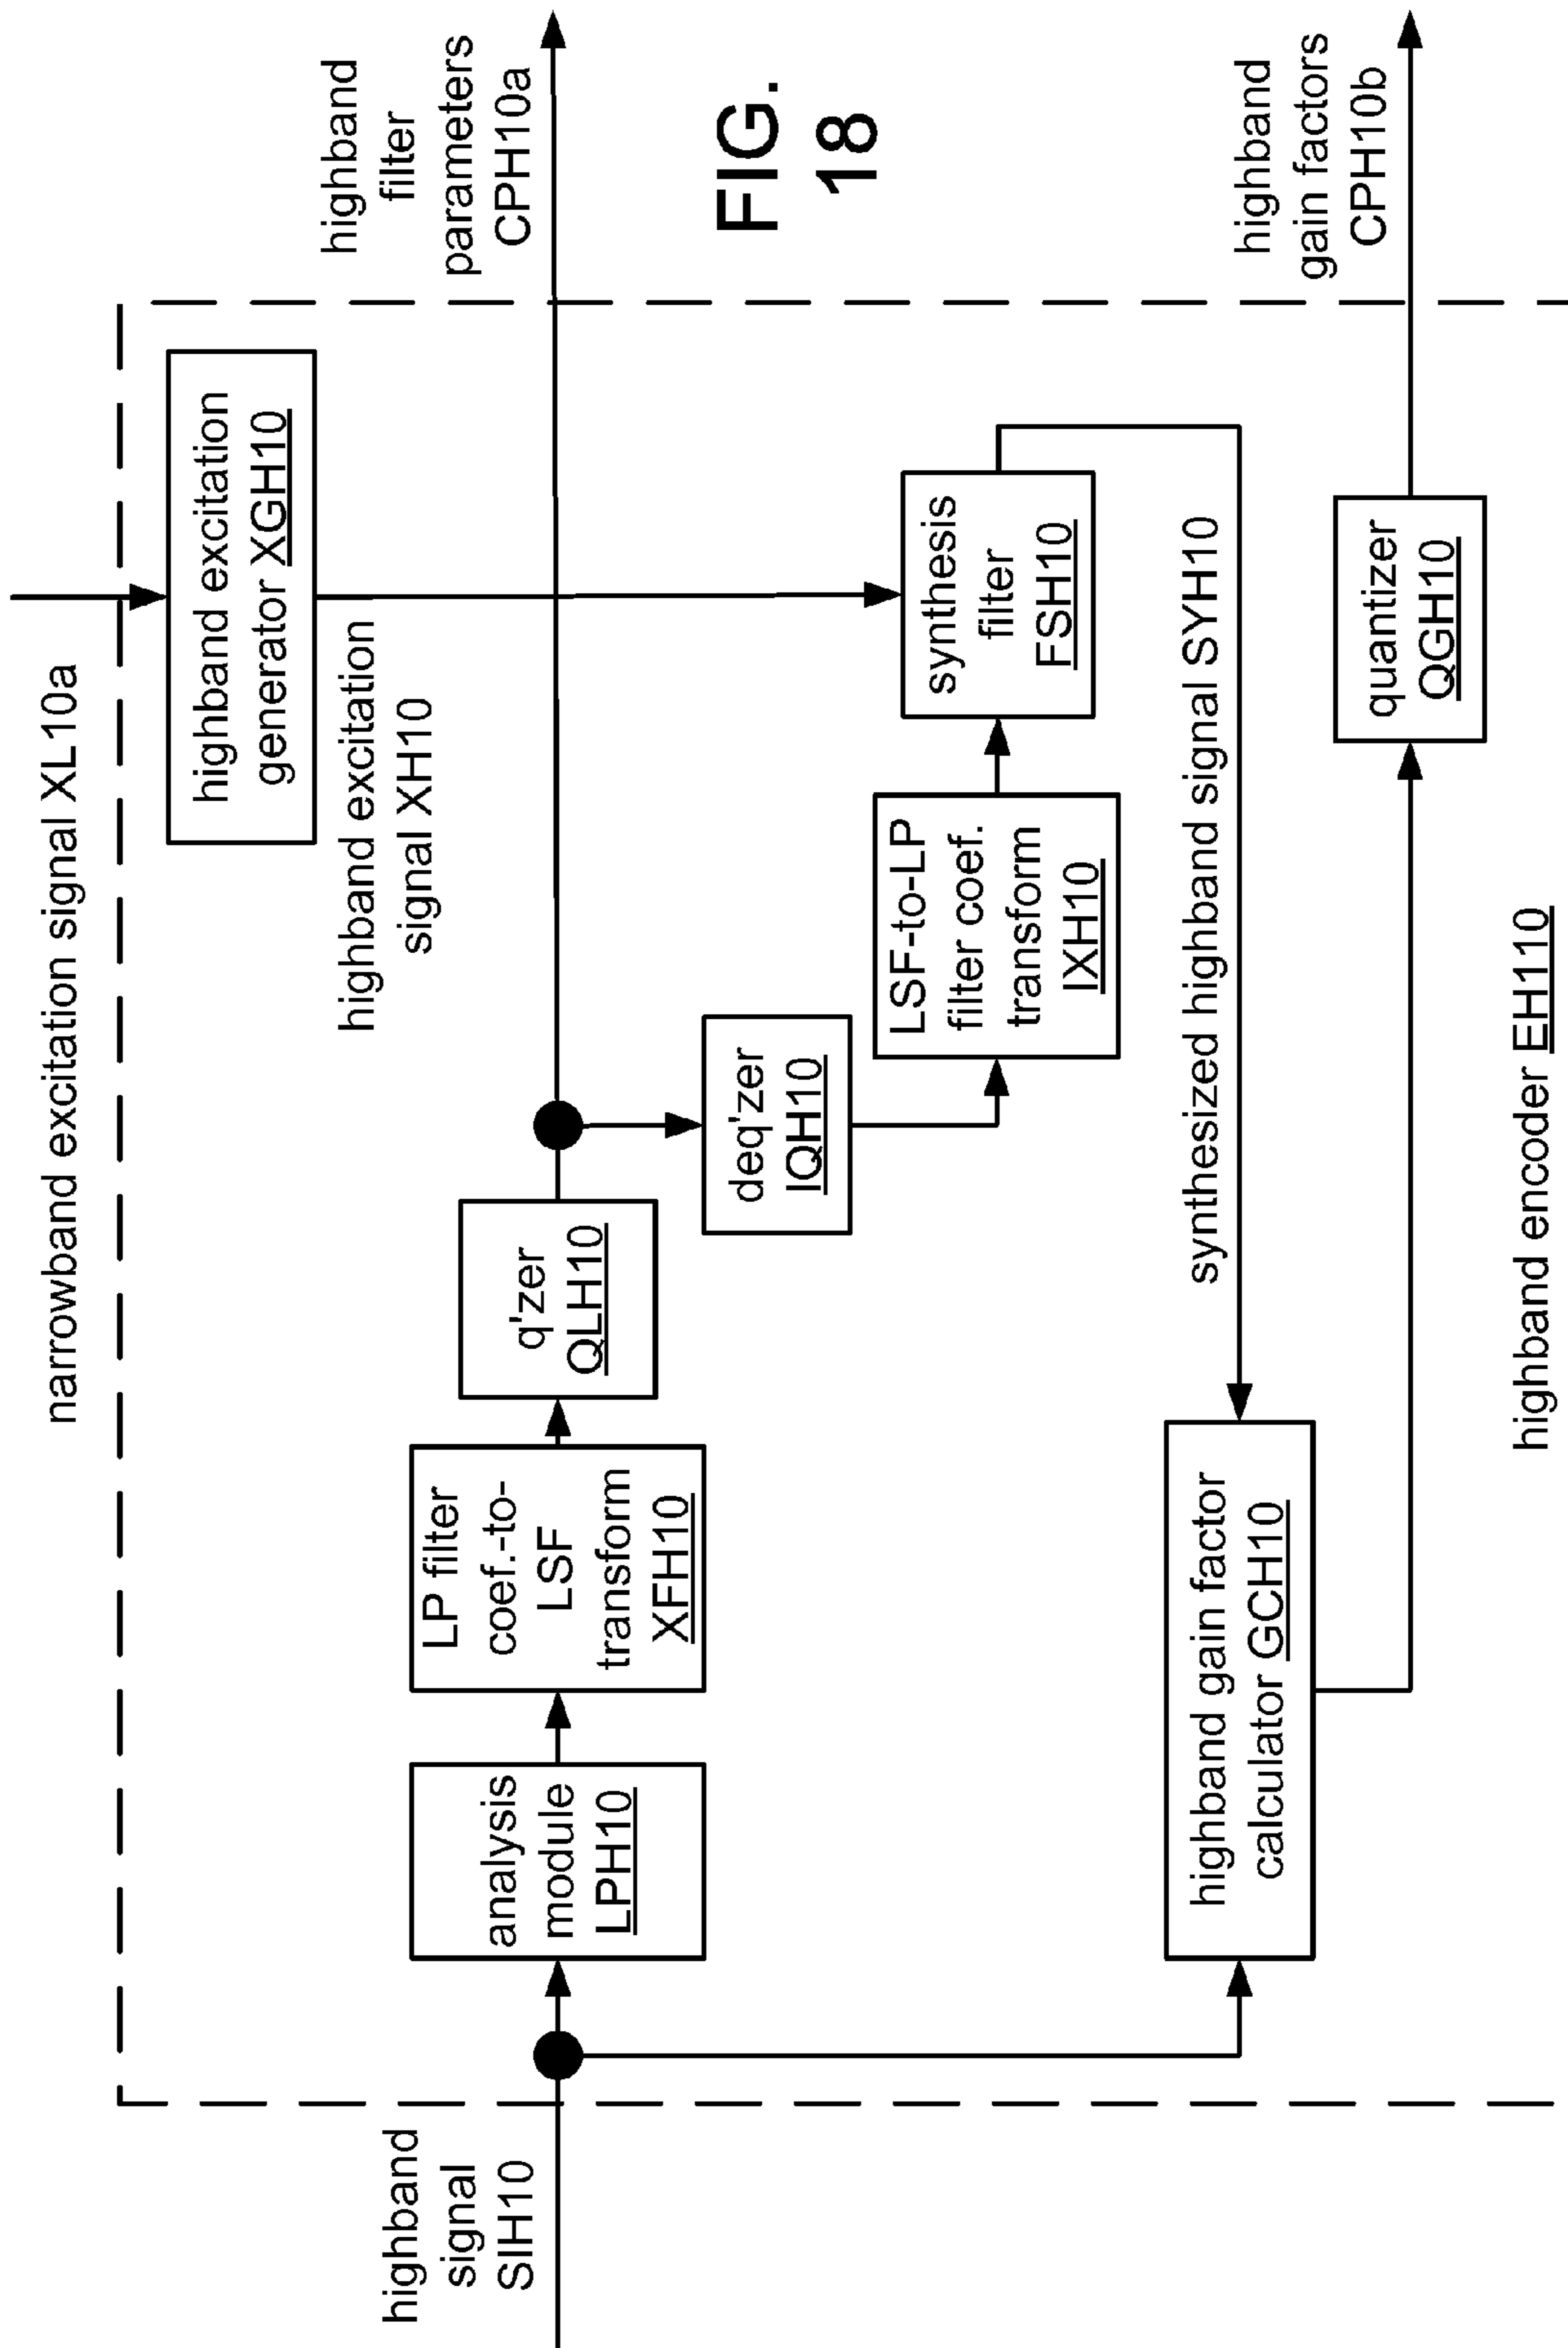 narrowband excitation signal XL10a
highband excitation
generator XGH10
highband
filter
parameters
CPH10a
highband excitation
signal XH10
highband
signal
SIH10
analysis
module
LPH10
LP filter
coef.-to-
LSF
transform
XFH10
q'zer
QLH10
FIG.
18
deq'zer
IQH10
LSF-to-LP
filter coef.
transform
IXH10
synthesis
filter
FSH10
synthesized highband signal SYH10
highband gain factor
calculator GCH10
quantizer
QGH10
highband
gain factors
CPH10b
highband encoder EH110